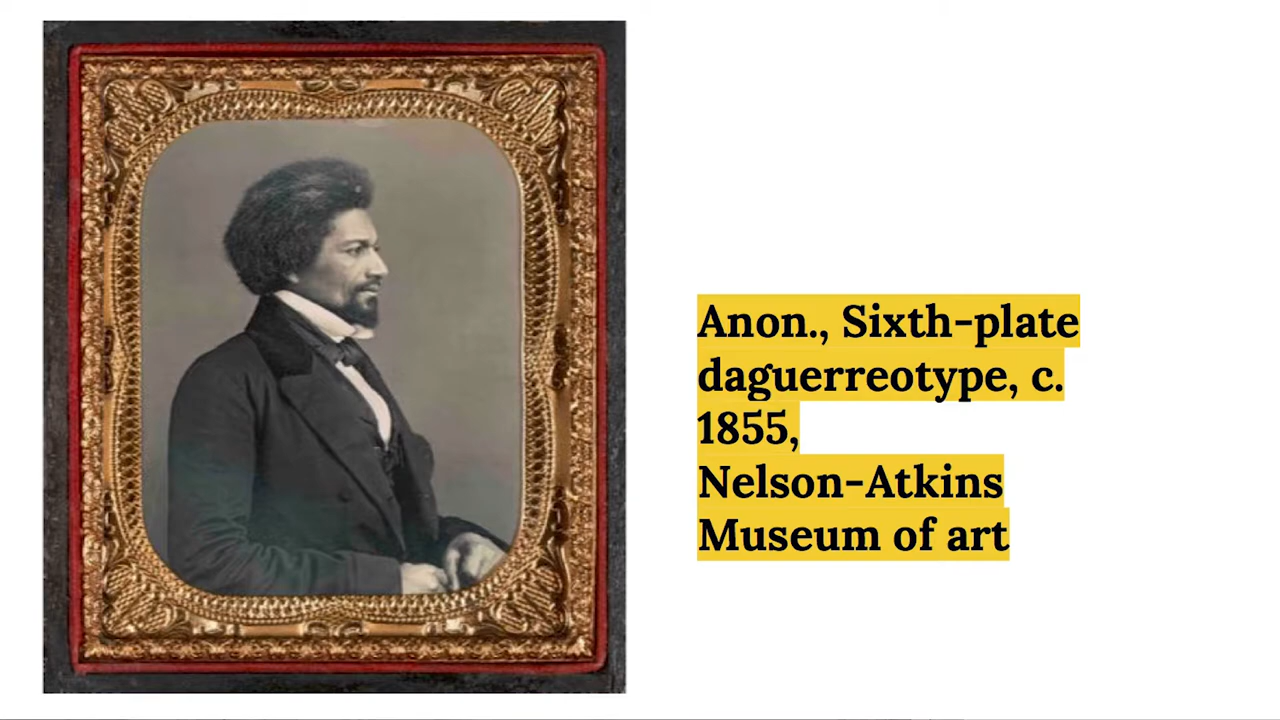 Anon., Sixth-plate
daguerreotype, c.
1855,
Nelson-Atkins
Museum of art